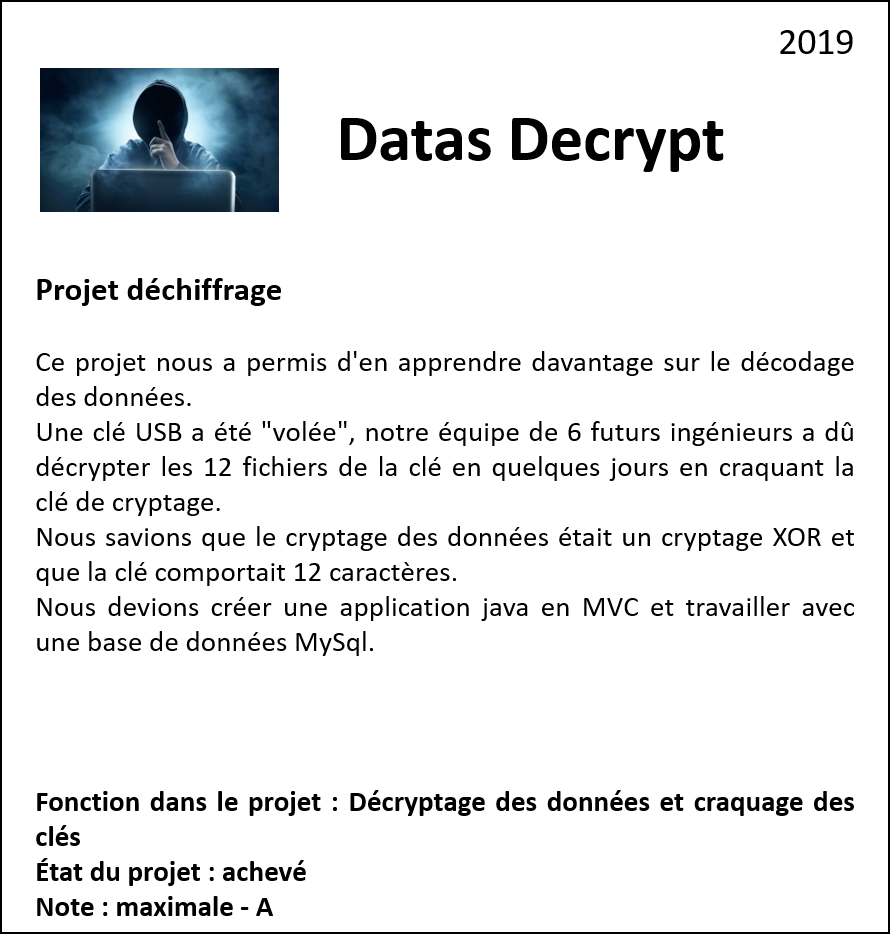 2019
Datas Decrypt
Projet déchiffrage
Ce projet nous a permis d'en apprendre davantage sur le décodage
des données.
Une clé USB a été "volée", notre équipe de 6 futurs ingénieurs a dû
décrypter les 12 fichiers de la clé en quelques jours en craquant la
clé de cryptage.
Nous savions que le cryptage des données était un cryptage XOR et
que la clé comportait 12 caractères.
Nous devions créer une application java en MVC et travailler avec
une base de données MySql.
Fonction dans le projet : Décryptage des données et craquage des
clés
État du projet : achevé
Note : maximale - A